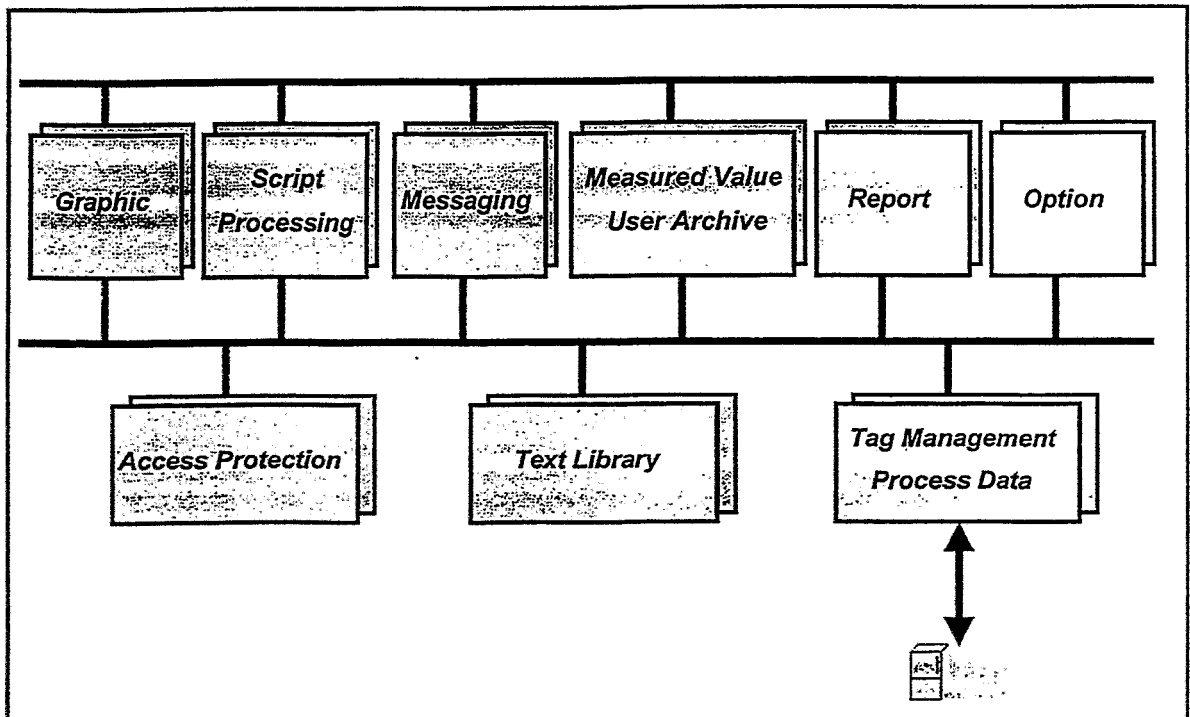 Graphic
Script
Processing
Messaging
Measured Value
User Archive
Report
Option
Access Protection
Text Library
Tag Management
Process Data